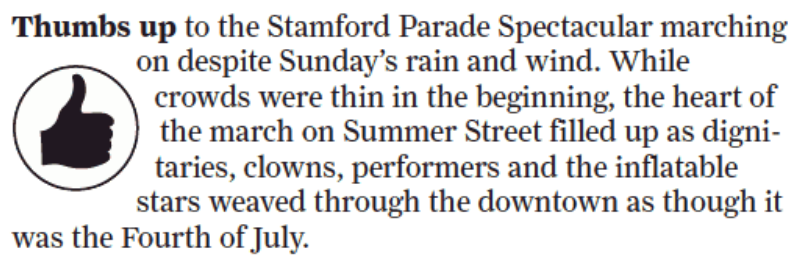 Thumbs up to the Stamford Parade Spectacular marching
on despite Sunday’s rain and wind. While
crowds were thin in the beginning, the heart of
the march on Summer Street filled up as digni-
taries, clowns, performers and the inflatable
stars weaved through the downtown as though it
was the Fourth of July.